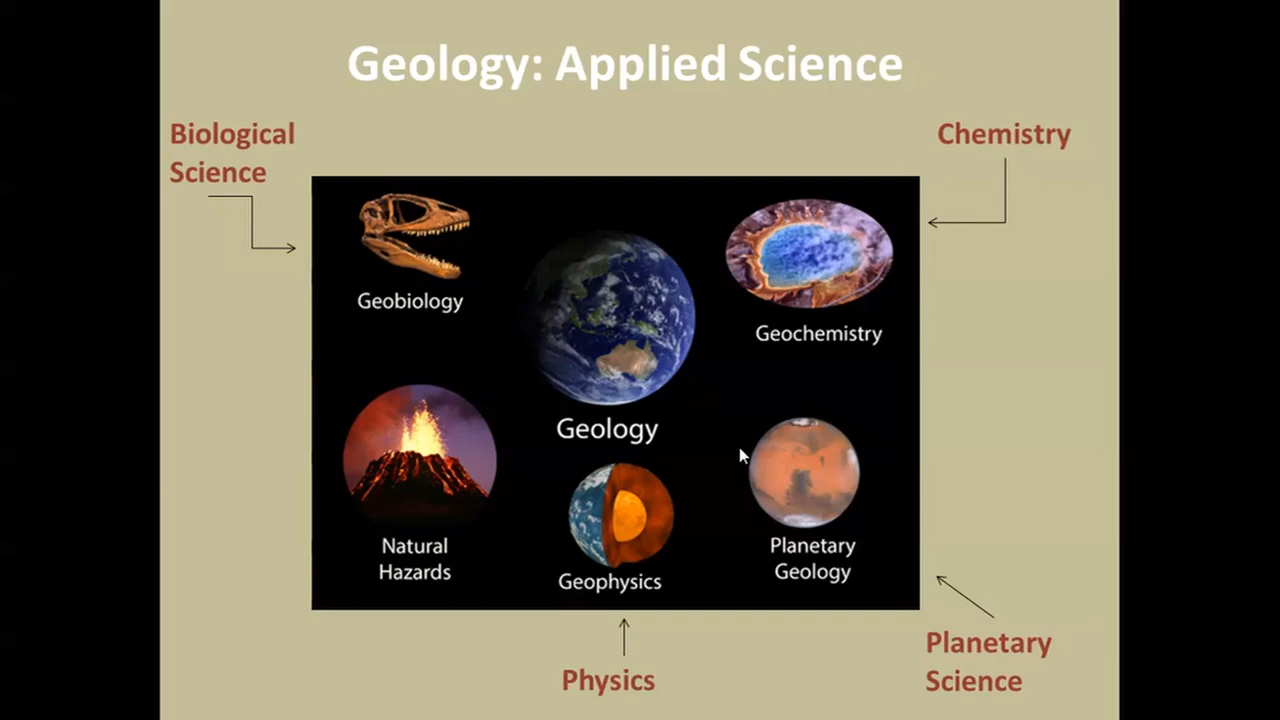 Geology: Applied Science
Biological
Science
Chemistry
Geobiology
Geochemistry
Geology
Natural
Hazards
Geophysics
Planetary
Geology
Physics
Planetary
Science